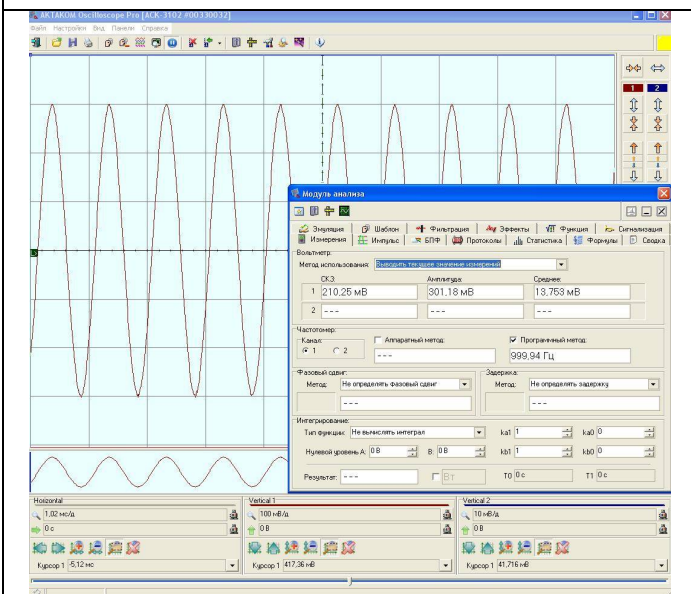 AKTAKOM Oscilloscope Pro [ACK-3102 #00330032]
Файл Настройки Вид Панели Справка
1 2
Модуль анализа
Эмуляция Шаблон Фильтрация Эффекты Функция Сигнализация
Измерения Импульс БПФ Протоколы Статистика Формулы Сводка
Вольтметр:
Метод использования: Выводить текущее значение измерений
СКЗ: Амплитуда: Среднее:
1 210,25 мВ 301,18 мВ 13,753 мВ
2 --- --- ---
Частотомер:
Канал: Аппаратный метод: Программный метод:
1 2 --- 999,94 Гц
Фазовый сдвиг: Задержка:
Метод: Не определять фазовый сдвиг Метод: Не определять задержку
--- ---
Интегрирование:
Тип функции: Не вычислять интеграл ka1 1 ka0 0
Нулевой уровень A: 0 В B: 0 В kb1 1 kb0 0
Результат: --- Вт T0 0 с T1 0 с
Horizontal Vertical 1 Vertical 2
1,02 мс/д 100 мВ/д 10 мВ/д
0 с 0 В 0 В
Курсор 1 -5,12 мс Курсор 1 417,36 мВ Курсор 1 41,716 мВ